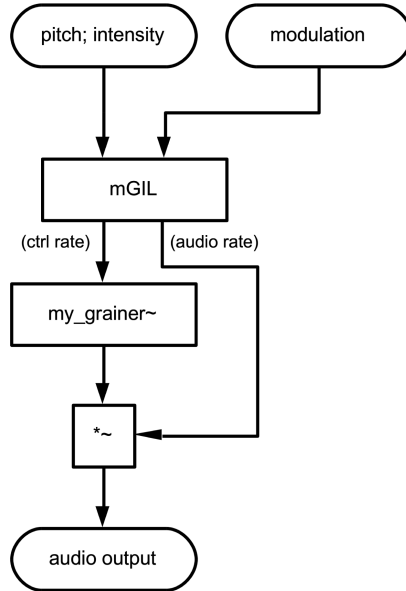 pitch; intensity
modulation
mGIL
(ctrl rate)
(audio rate)
my_grainer~
*~
audio output